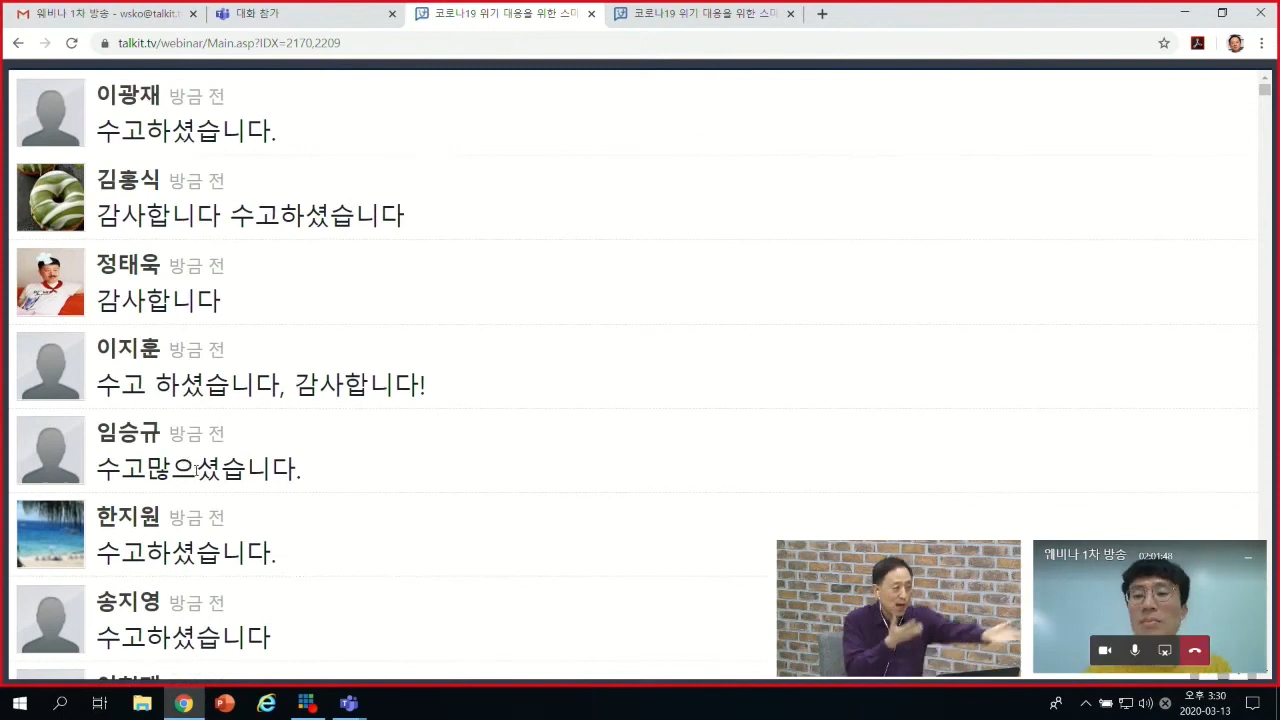 웨비나 1차 방송 - wsko@talkit.t
대화 참가
코로나19 위기 대응을 위한 스마
코로나19 위기 대응을 위한 스마
talkit.tv/webinar/Main.asp?IDX=2170,2209
이광재 방금 전
수고하셨습니다.
김홍식 방금 전
감사합니다 수고하셨습니다
정태욱 방금 전
감사합니다
이지훈 방금 전
수고 하셨습니다, 감사합니다!
임승규 방금 전
수고많으셨습니다.
한지원 방금 전
수고하셨습니다.
송지영 방금 전
수고하셨습니다
웨비나 1차 방송 02:01:48
오후 3:30
2020-03-13